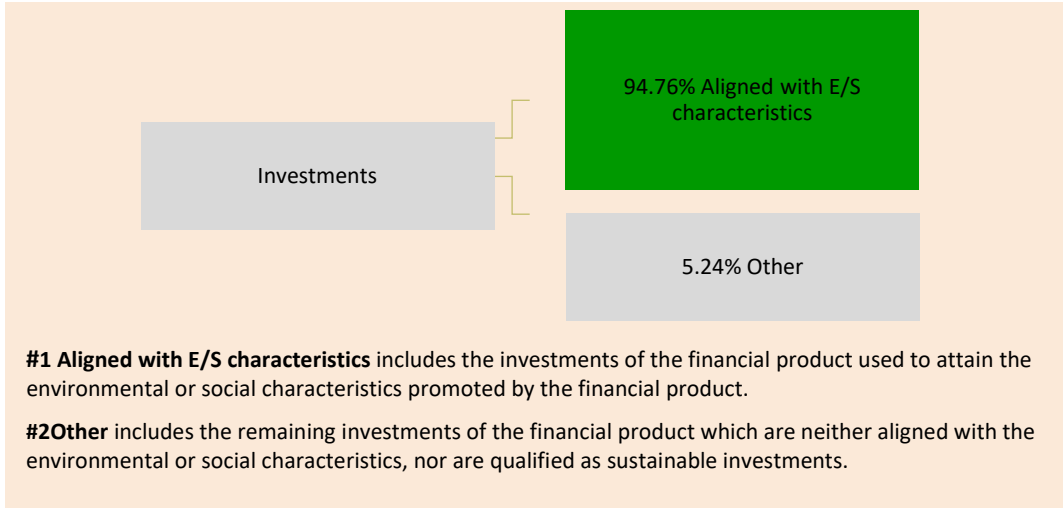 94.76% Aligned with E/S
characteristics
Investments
5.24% Other
#1 Aligned with E/S characteristics includes the investments of the financial product used to attain the
environmental or social characteristics promoted by the financial product.
#2Other includes the remaining investments of the financial product which are neither aligned with the
environmental or social characteristics, nor are qualified as sustainable investments.